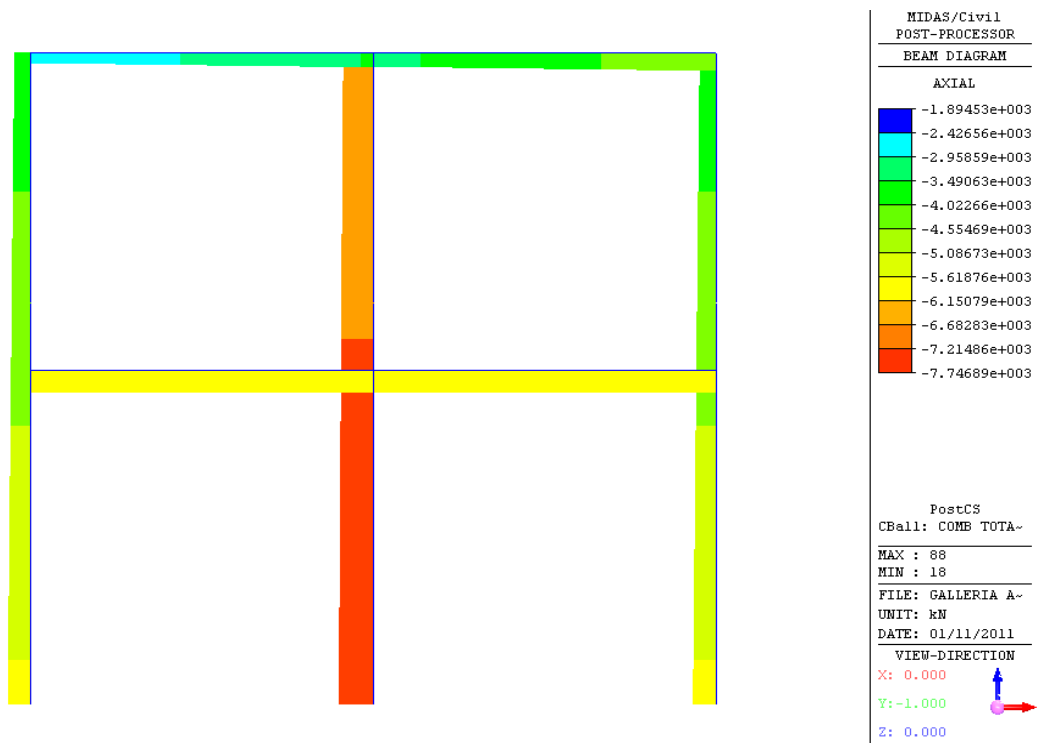 MIDAS/Civil
POST-PROCESSOR
BEAM DIAGRAM
AXIAL
-1.89453e+003
-2.42656e+003
-2.95859e+003
-3.49063e+003
-4.02266e+003
-4.55469e+003
-5.08673e+003
-5.61876e+003
-6.15079e+003
-6.68283e+003
-7.21486e+003
-7.74689e+003
PostCS
CBall: COMB TOTA~
MAX : 88
MIN : 18
FILE: GALLERIA A~
UNIT: kN
DATE: 01/11/2011
VIEW-DIRECTION
X: 0.000
Y:-1.000
Z: 0.000